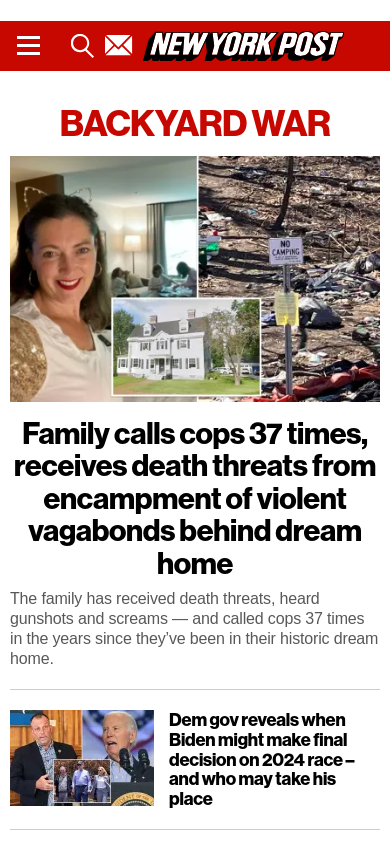 NEW YORK POST
BACKYARD WAR
NO
CAMPING
Family calls cops 37 times,
receives death threats from
encampment of violent
vagabonds behind dream
home
The family has received death threats, heard
gunshots and screams — and called cops 37 times
in the years since they’ve been in their historic dream
home.
Dem gov reveals when
Biden might make final
decision on 2024 race –
and who may take his
place